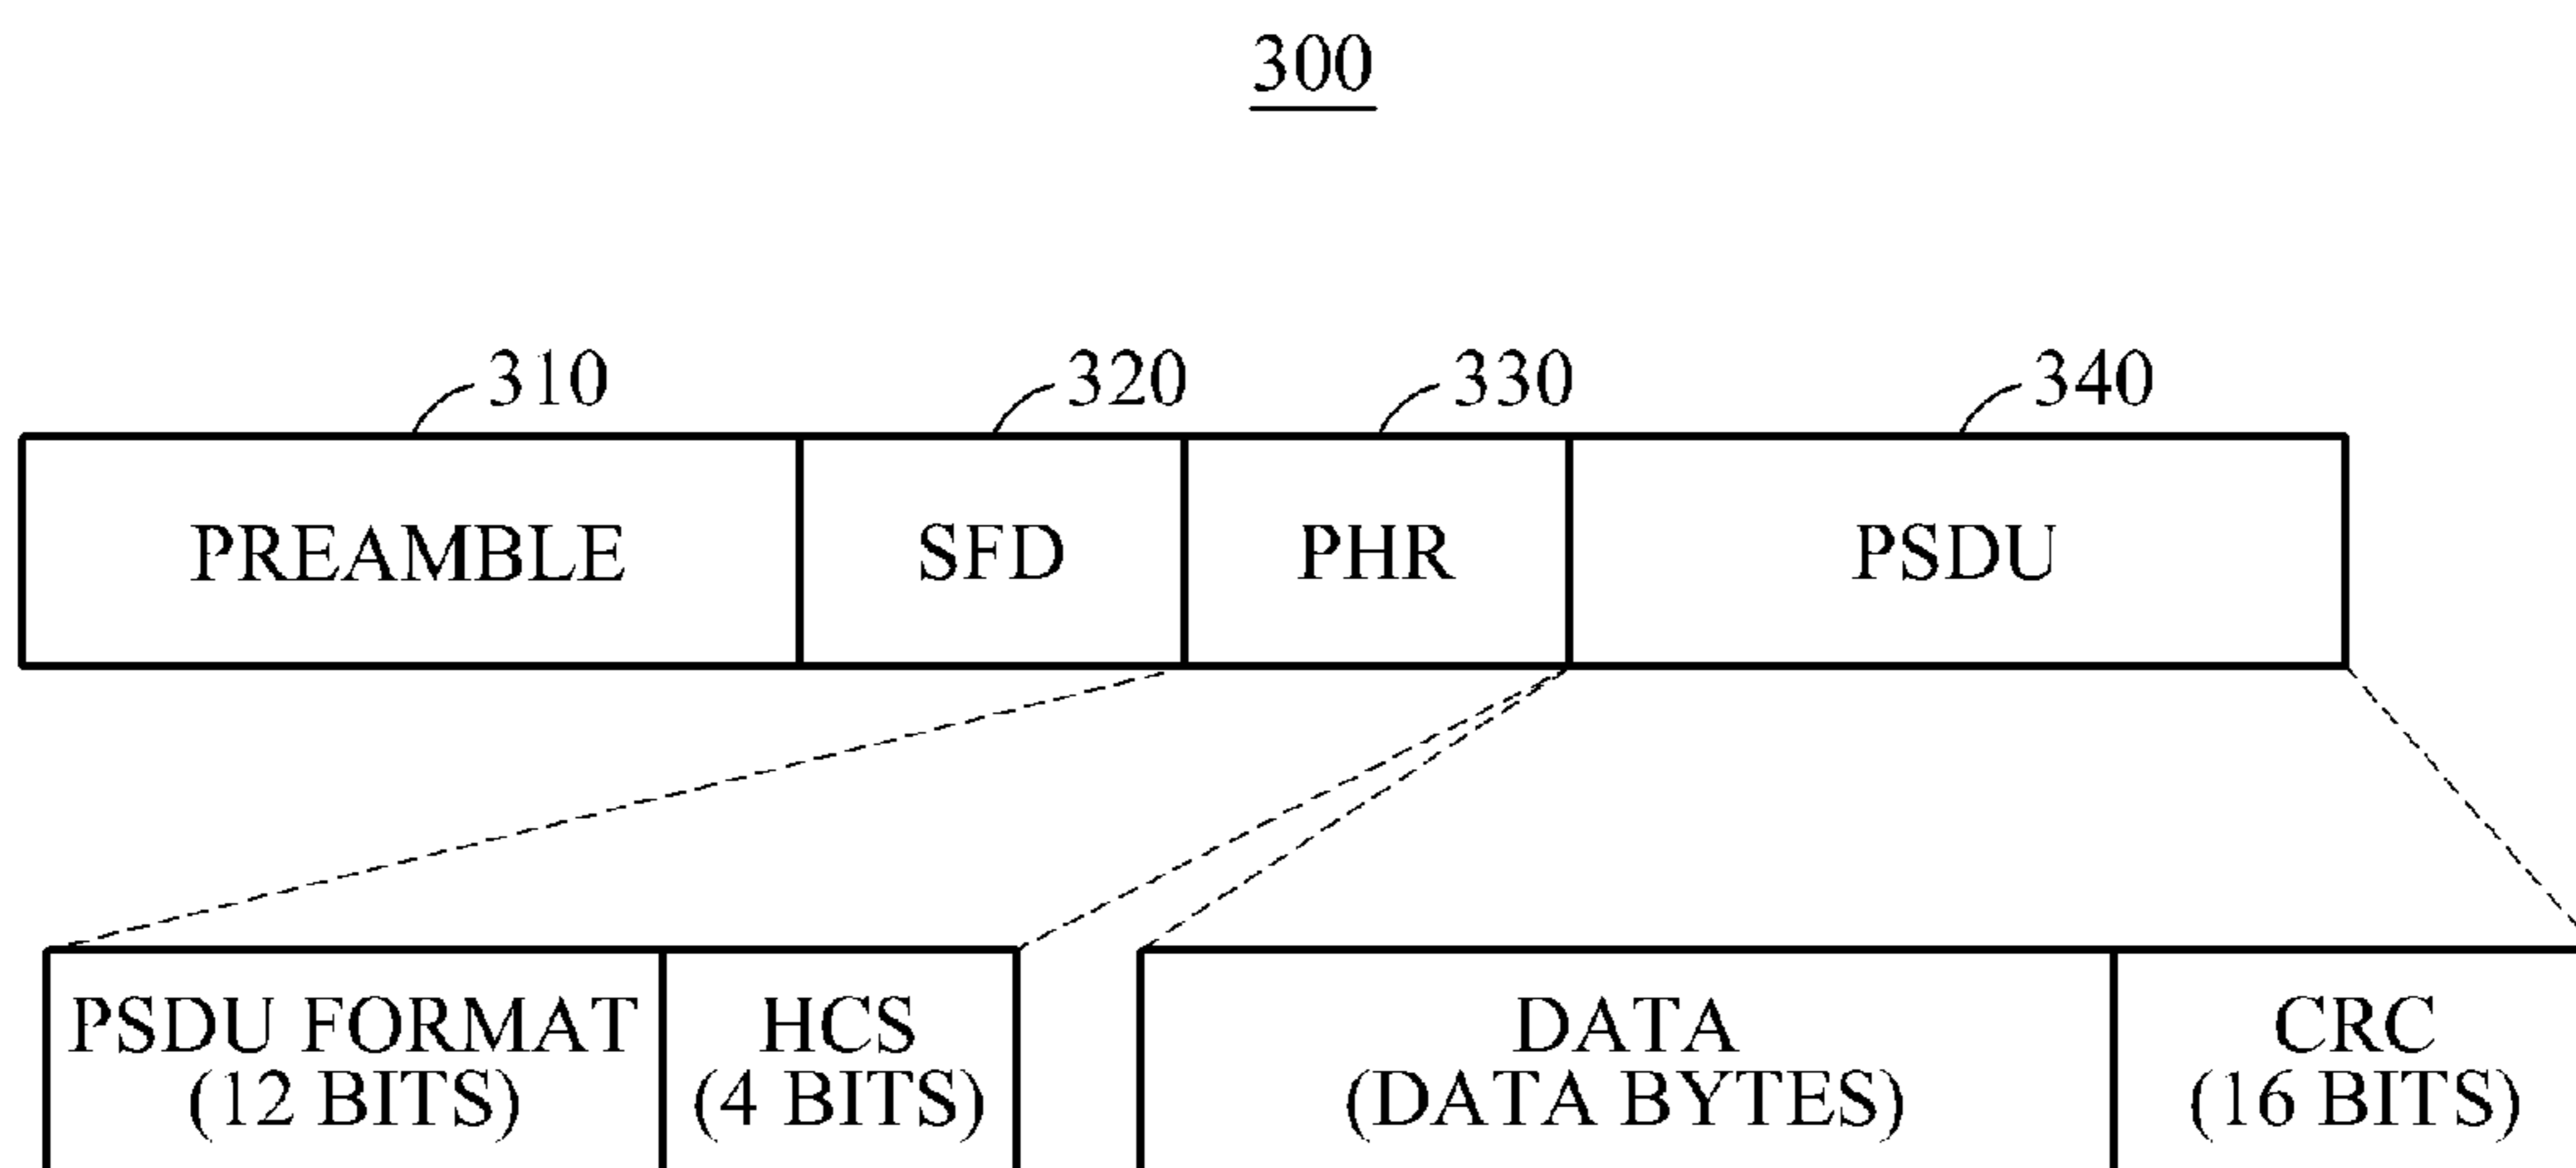 300
310 320 330 340
PREAMBLE SFD PHR PSDU
PSDU FORMAT HCS DATA CRC
(12 BITS) (4 BITS) (DATA BYTES) (16 BITS)